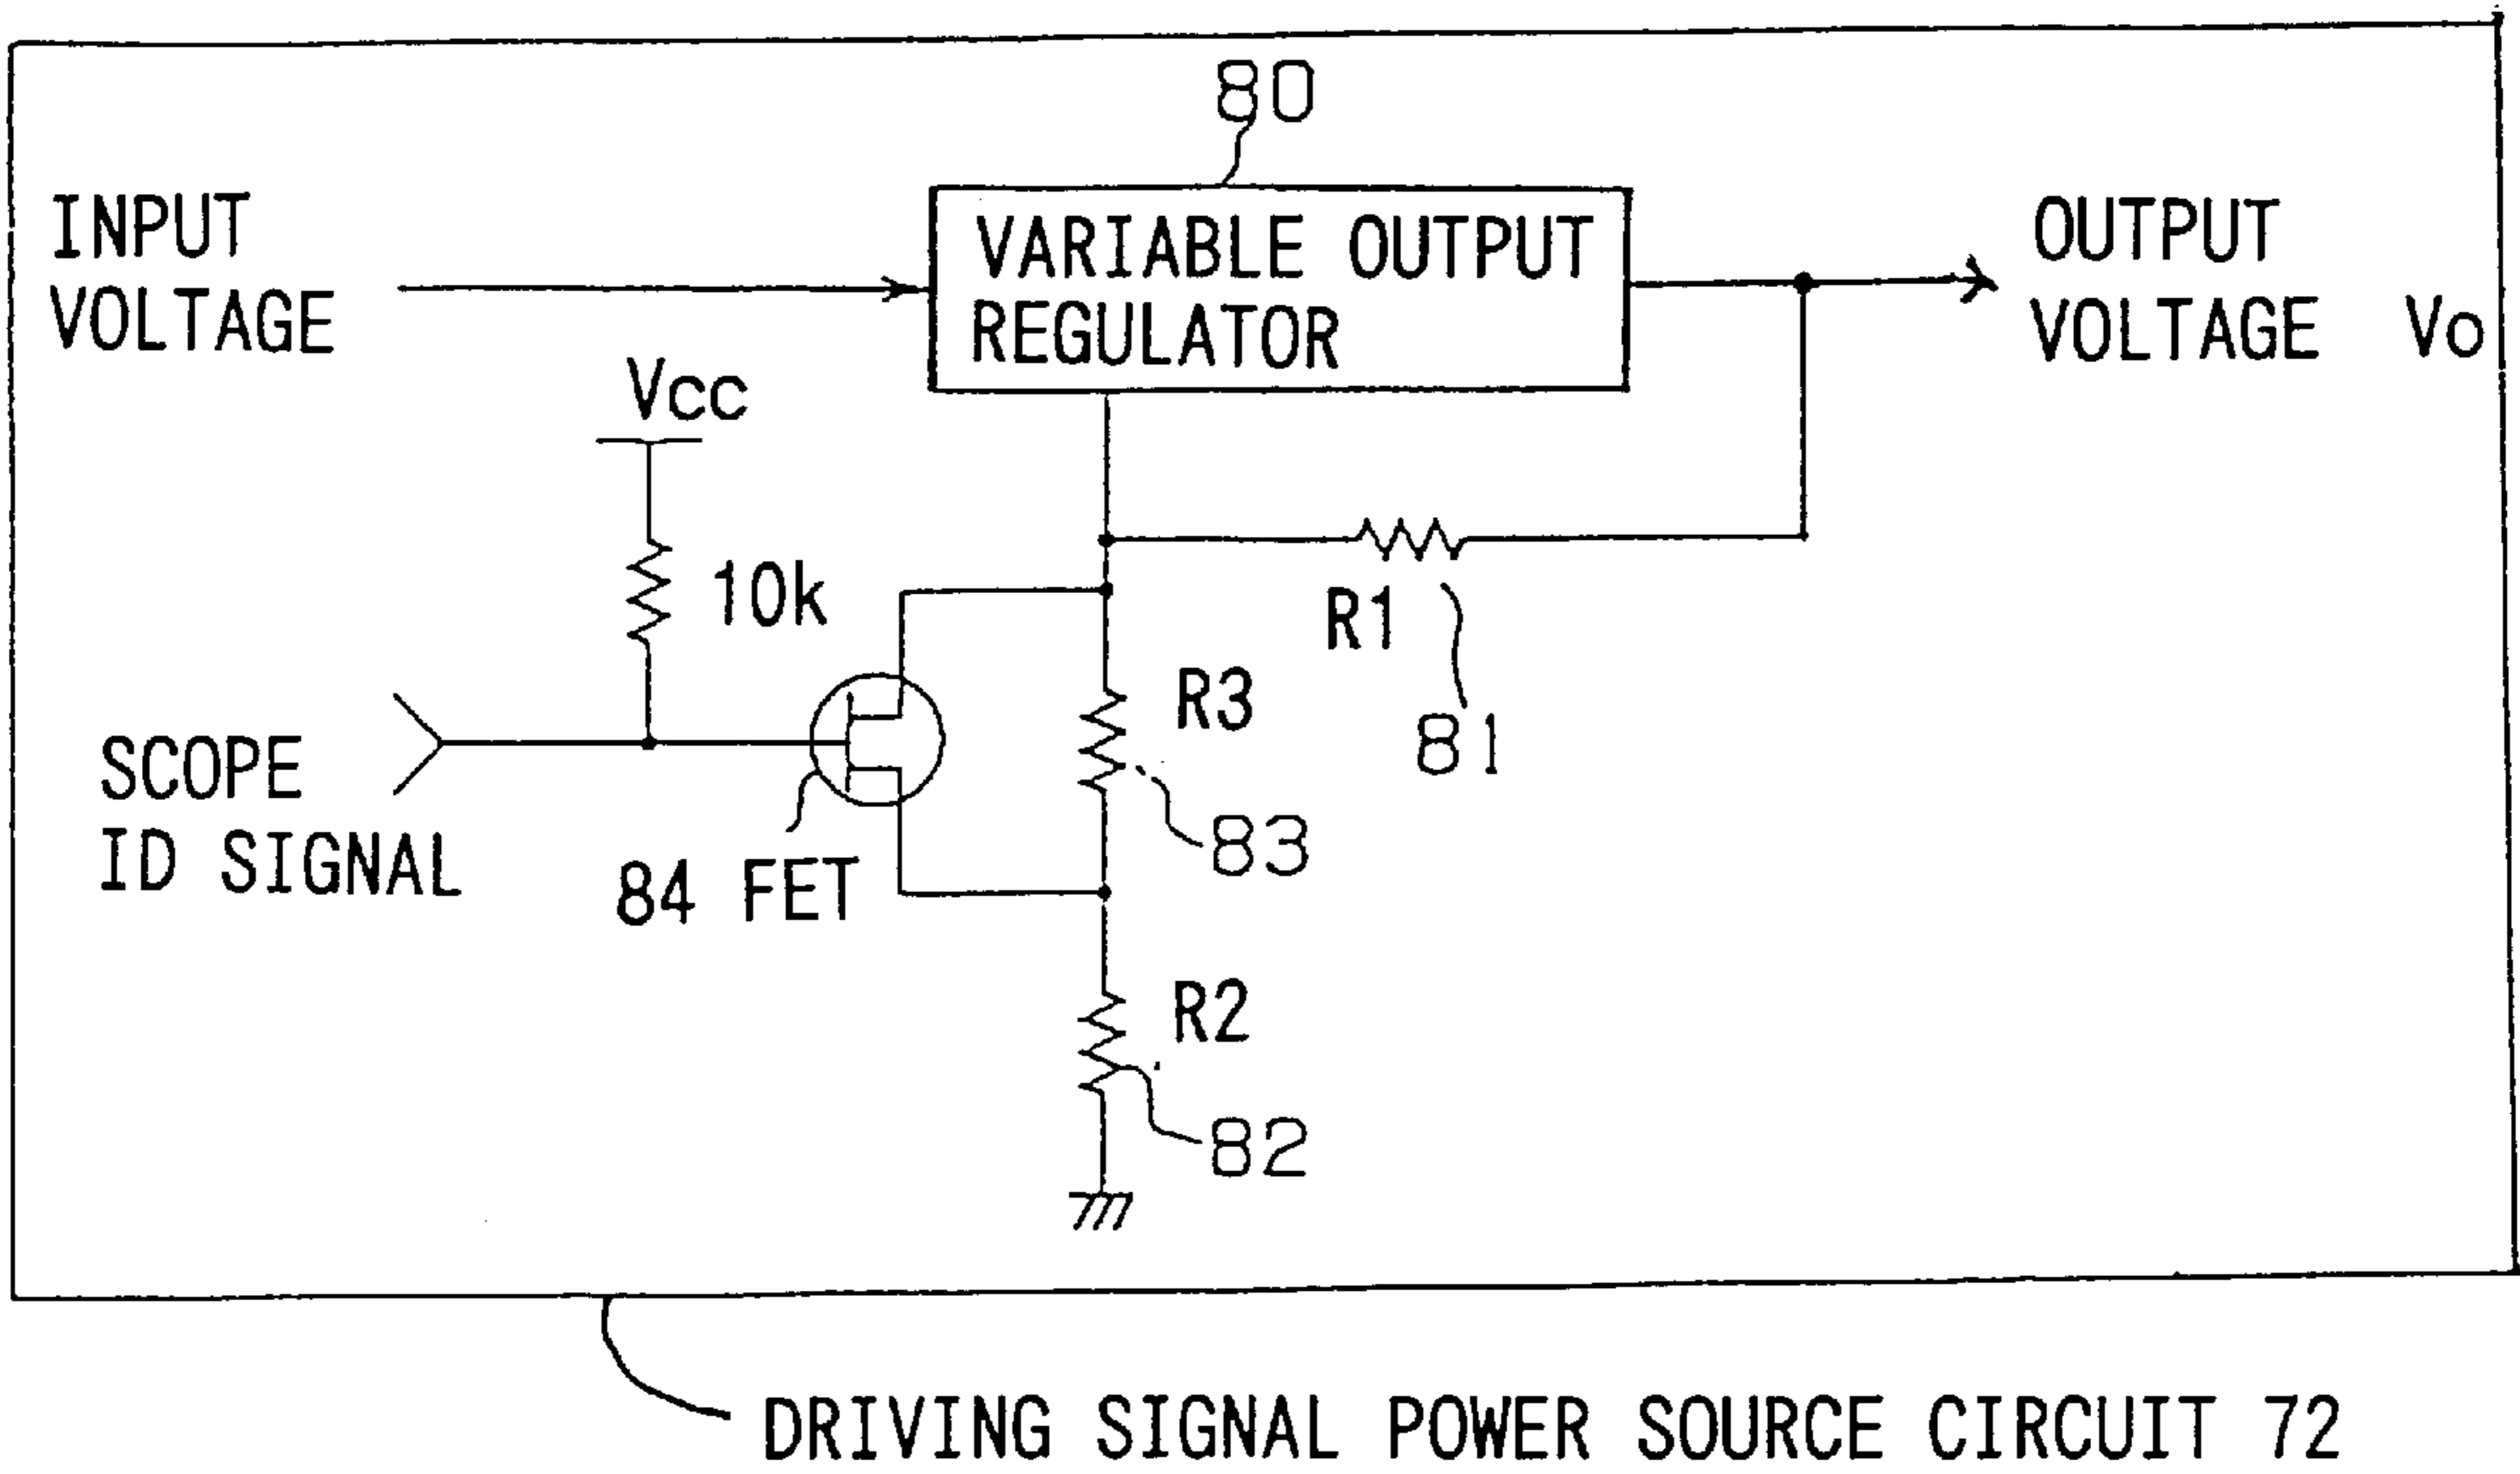 80
INPUT
VOLTAGE
VARIABLE OUTPUT
REGULATOR
OUTPUT
VOLTAGE Vo
Vcc
10k
R1
81
R3
83
SCOPE
ID SIGNAL
84 FET
R2
82
DRIVING SIGNAL POWER SOURCE CIRCUIT 72